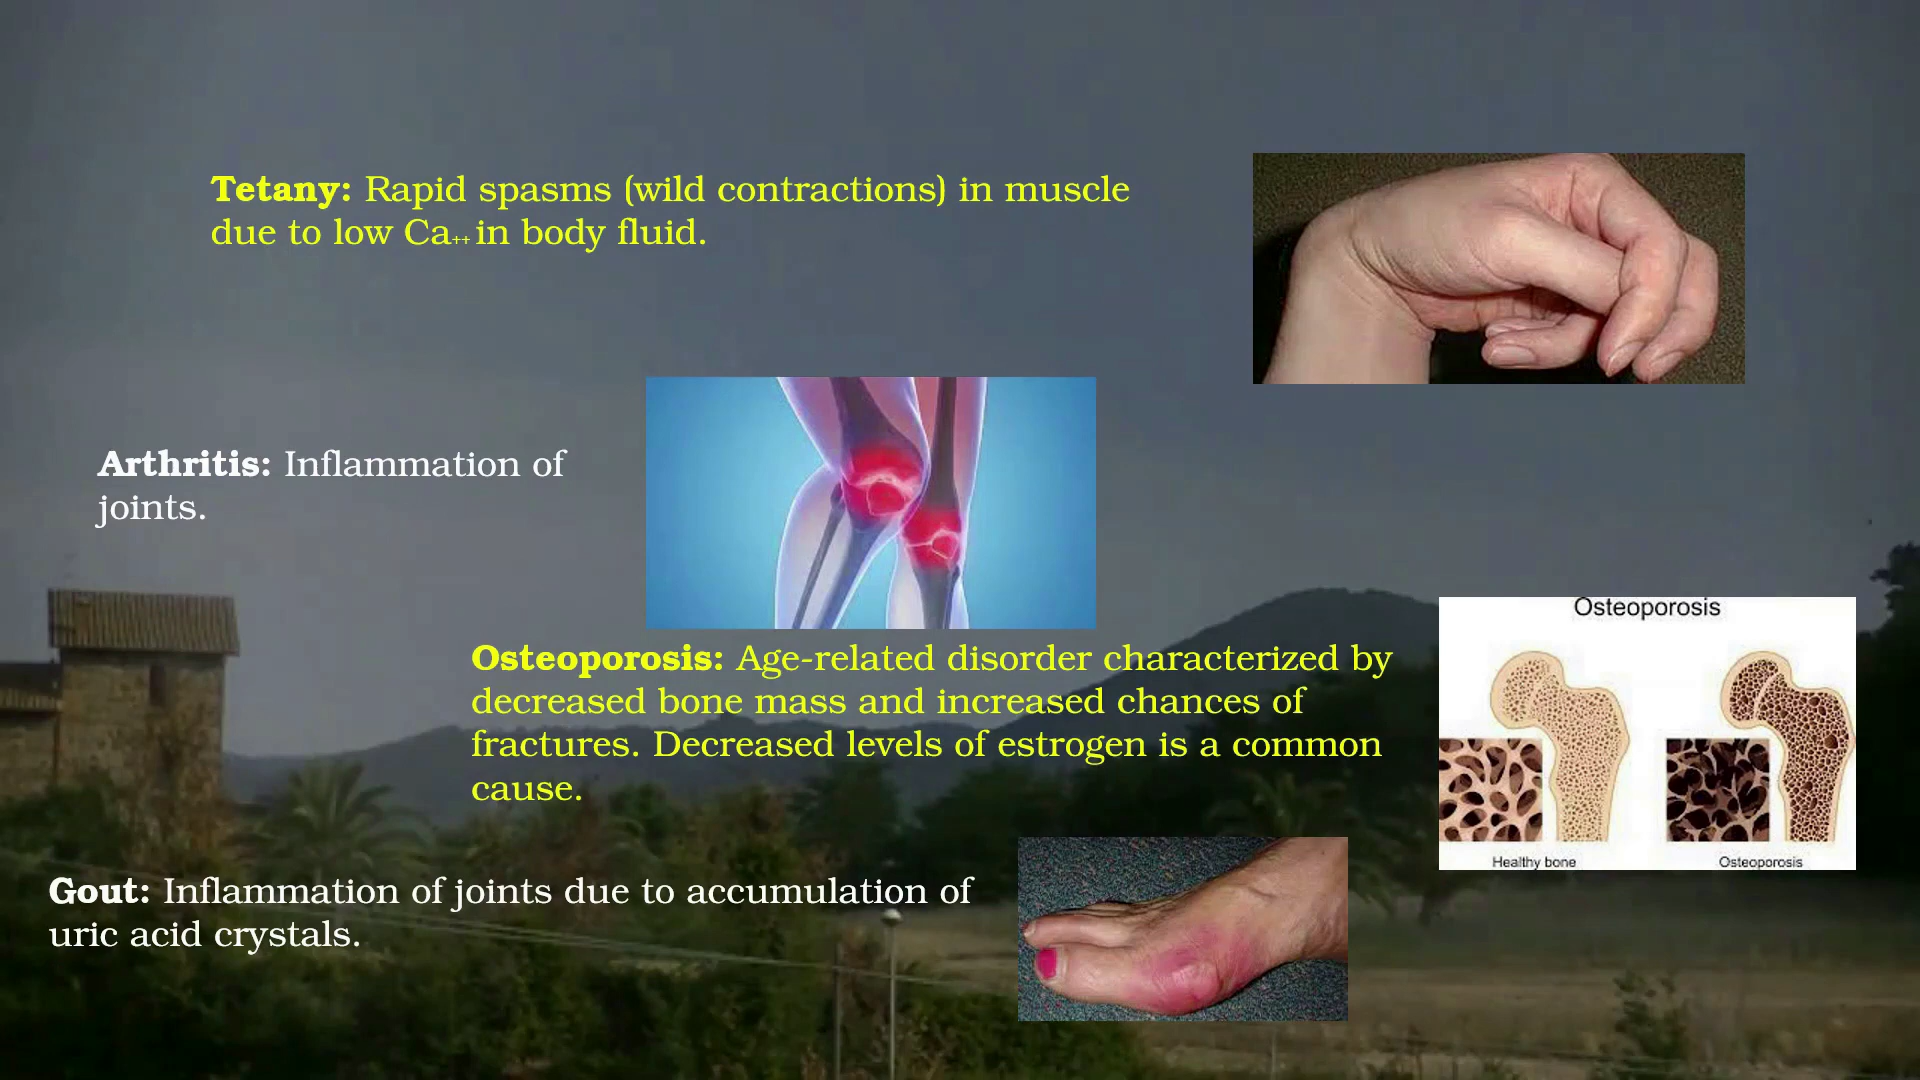 Tetany: Rapid spasms (wild contractions) in muscle
due to low Ca++ in body fluid.
Arthritis: Inflammation of
joints.
Osteoporosis
Osteoporosis: Age-related disorder characterized by
decreased bone mass and increased chances of
fractures. Decreased levels of estrogen is a common
cause.
Healthy bone
Osteoporosis
Gout: Inflammation of joints due to accumulation of
uric acid crystals.